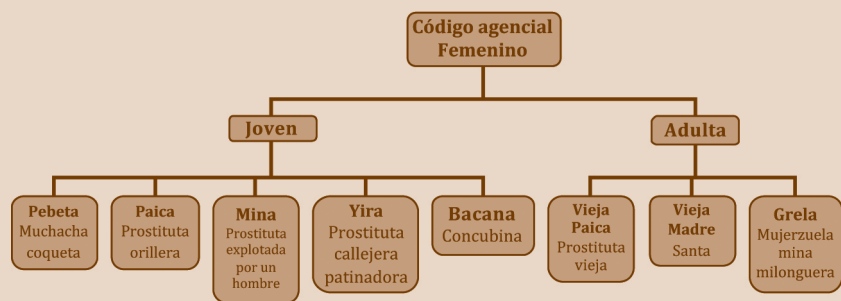 Código agencial
Femenino
Joven
Adulta
Pebeta
Muchacha
coqueta
Paica
Prostituta
orillera
Mina
Prostituta
explotada
por un
hombre
Yira
Prostituta
callejera
patinadora
Bacana
Concubina
Vieja
Paica
Prostituta
vieja
Vieja
Madre
Santa
Grela
Mujerzuela
mina
milonguera